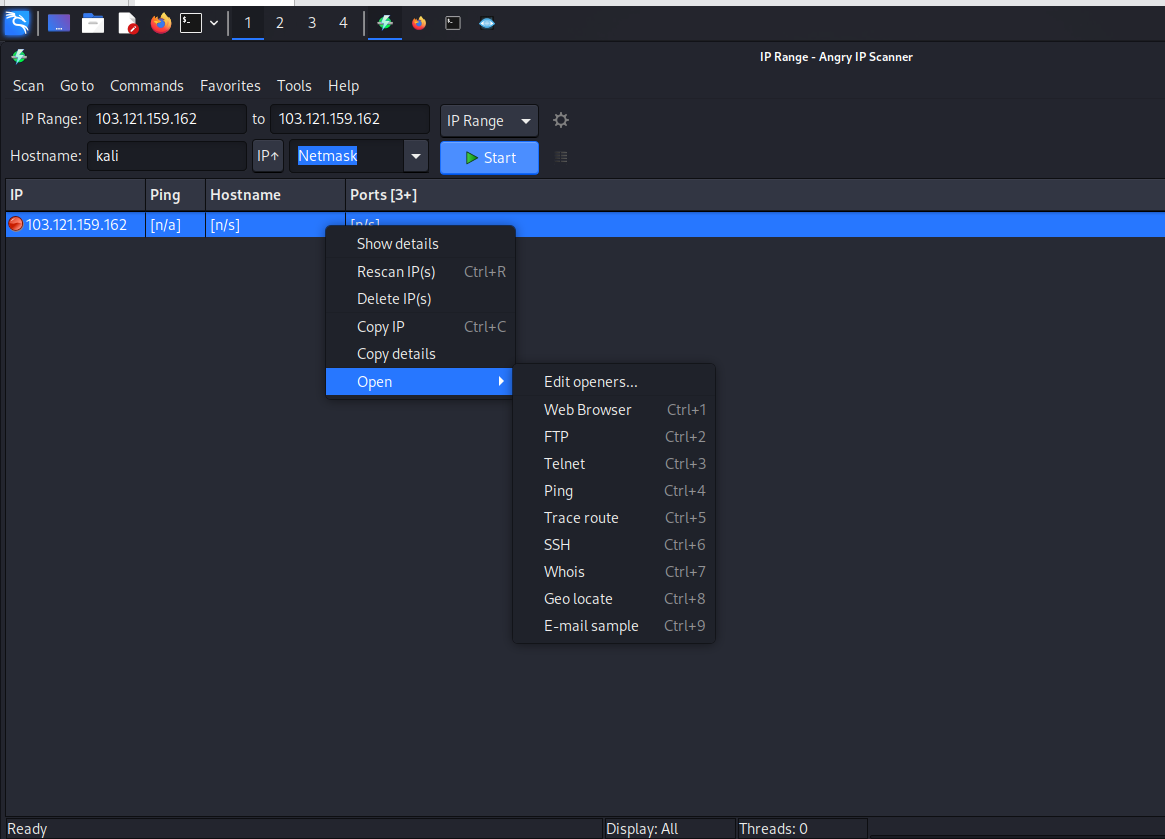 1 2 3 4
IP Range - Angry IP Scanner
Scan Go to Commands Favorites Tools Help
IP Range: 103.121.159.162 to 103.121.159.162 IP Range
Hostname: kali IP↑ Netmask Start
IP Ping Hostname Ports [3+]
103.121.159.162 [n/a] [n/s] [n/s]
Show details
Rescan IP(s) Ctrl+R
Delete IP(s)
Copy IP Ctrl+C
Copy details
Open
Edit openers...
Web Browser Ctrl+1
FTP Ctrl+2
Telnet Ctrl+3
Ping Ctrl+4
Trace route Ctrl+5
SSH Ctrl+6
Whois Ctrl+7
Geo locate Ctrl+8
E-mail sample Ctrl+9
Ready Display: All Threads: 0